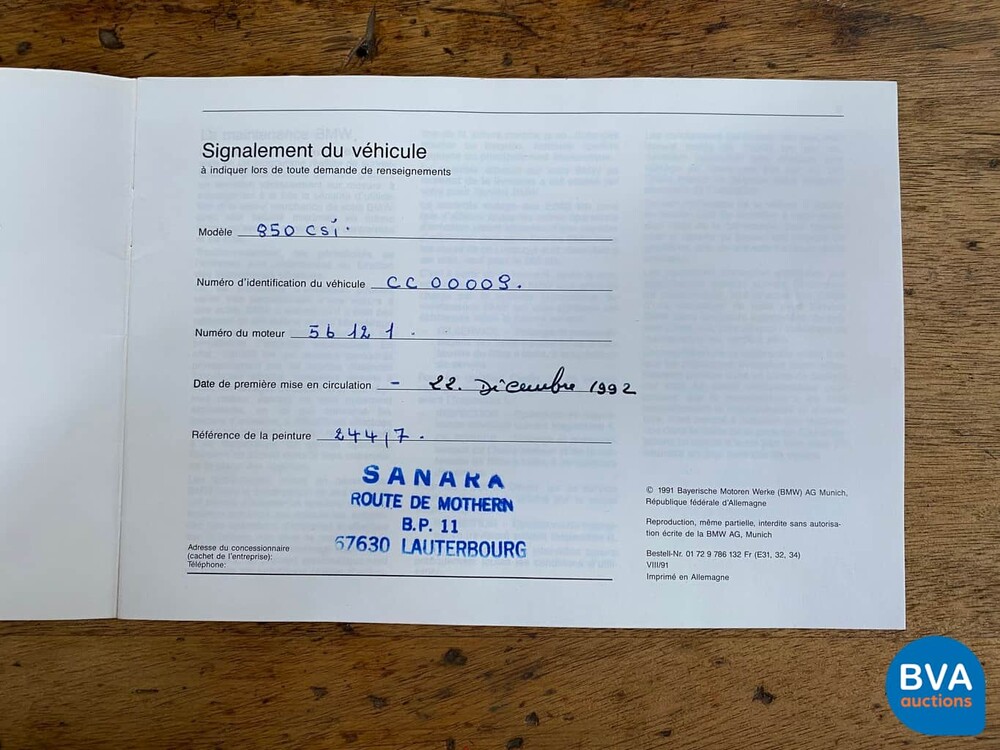 Signalement du véhicule
à indiquer lors de toute demande de renseignements
Modèle 850 csi.
Numéro d'identification du véhicule CC 00009.
Numéro du moteur 56 12 1 .
Date de première mise en circulation - 22. Décembre 1992
Référence de la peinture 244/7.
SANARA
ROUTE DE MOTHERN
B.P. 11
67630 LAUTERBOURG
Adresse du concessionnaire
(cachet de l'entreprise):
Téléphone:
© 1991 Bayerische Motoren Werke (BMW) AG Munich,
République fédérale d'Allemagne
Reproduction, même partielle, interdite sans autorisa-
tion écrite de la BMW AG, Munich
Bestell-Nr. 01 72 9 786 132 Fr (E31, 32, 34)
VIII/91
Imprimé en Allemagne
BVA
auctions